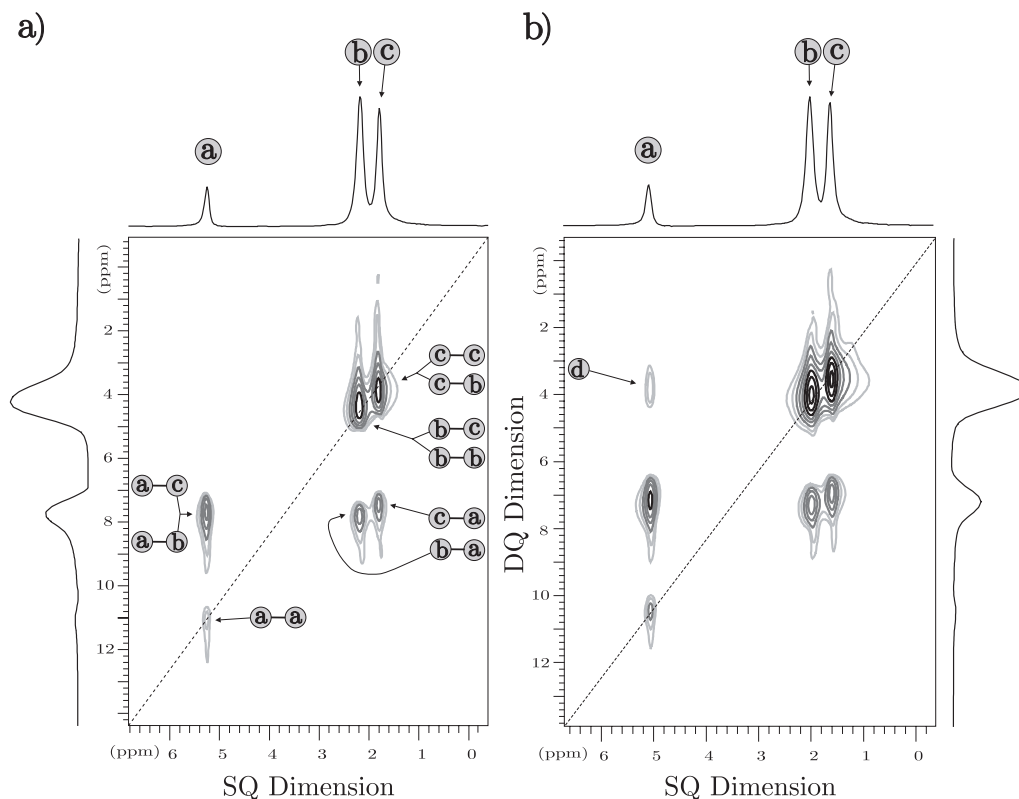 a)
b c
a
(ppm)
2
4
6
8
10
12
c c
c b
b c
b b
a c
a b
c a
b a
a a
(ppm) 6 5 4 3 2 1 0
SQ Dimension
b)
b c
a
(ppm)
2
4
6
8
10
12
d
DQ Dimension
(ppm) 6 5 4 3 2 1 0
SQ Dimension